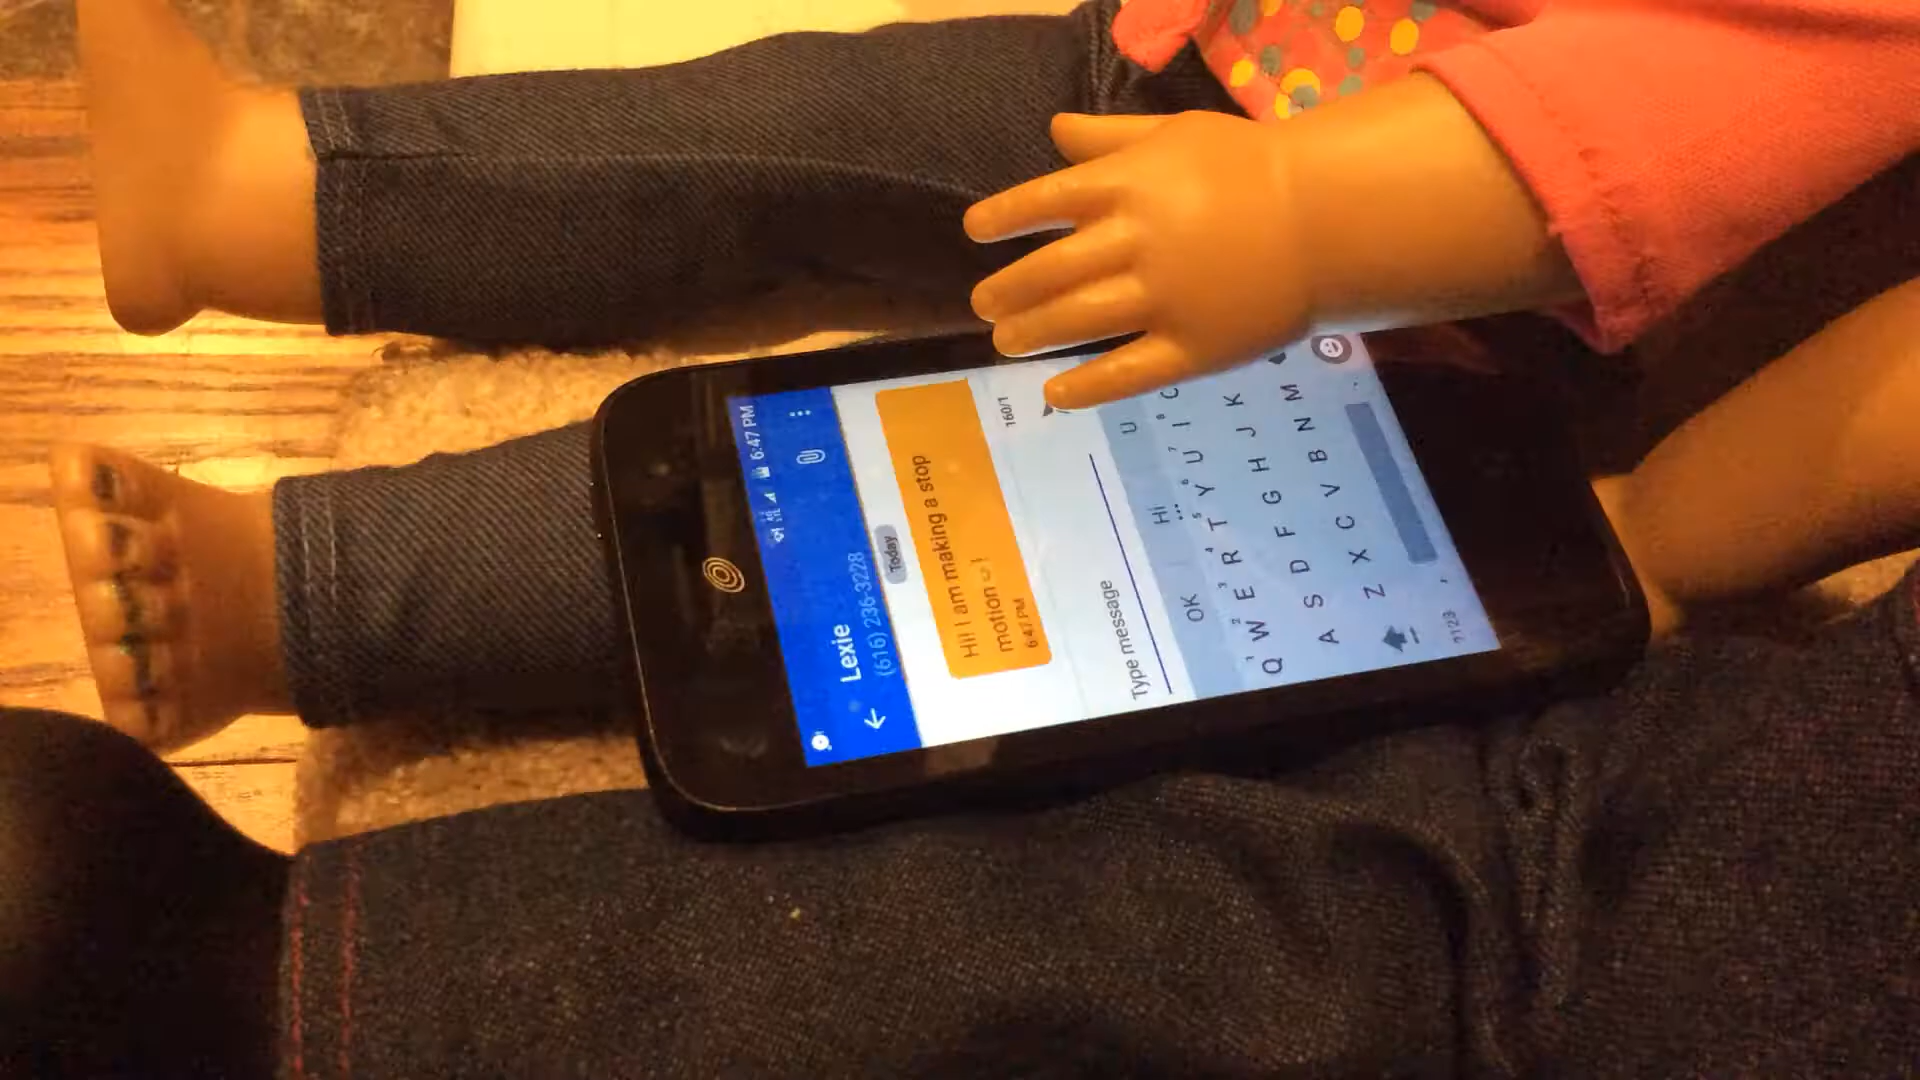 6:47 PM
Lexie
(616) 236-3228
Today
Hi! I am making a stop
motion !
6:47 PM
160/1
Type message
OK Hi U
Q W E R T Y U I
A S D F G H J K
Z X C V B N M
?123 , .